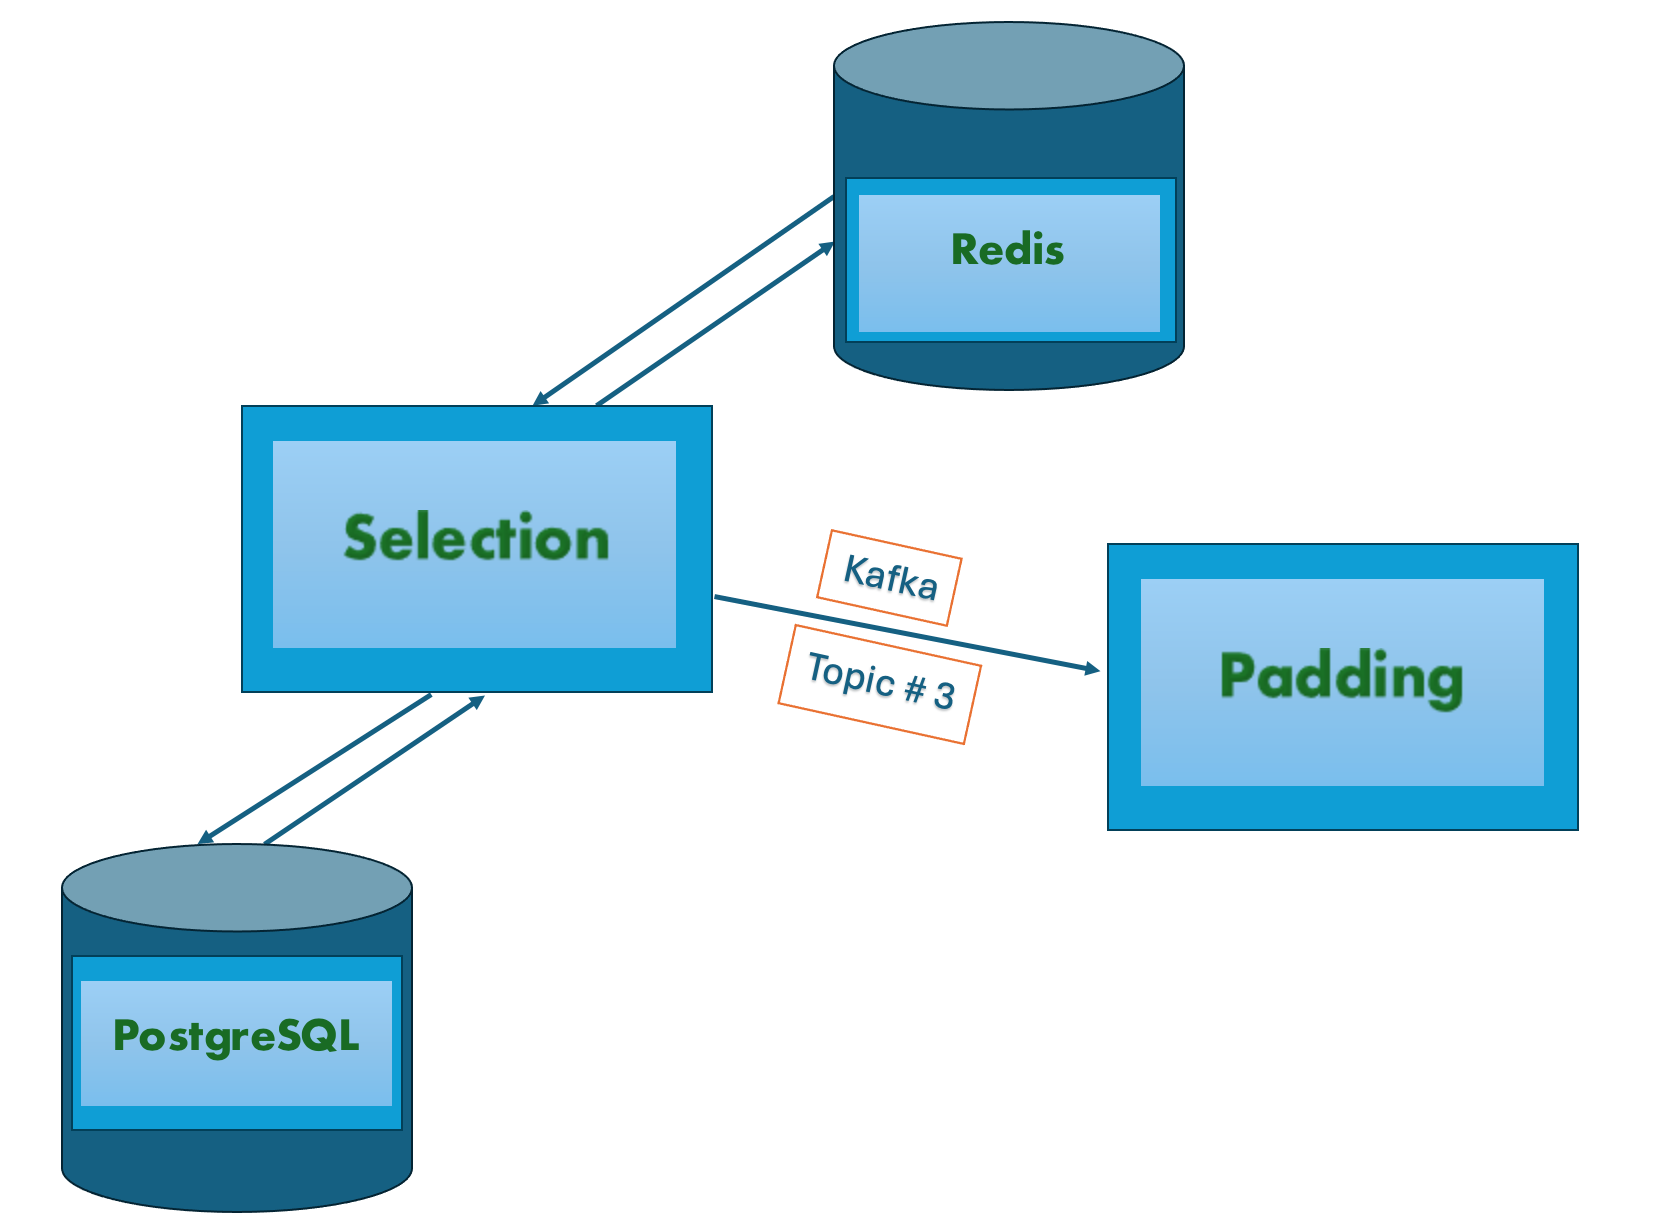 Redis
Selection
Kafka
Topic # 3
Padding
PostgreSQL